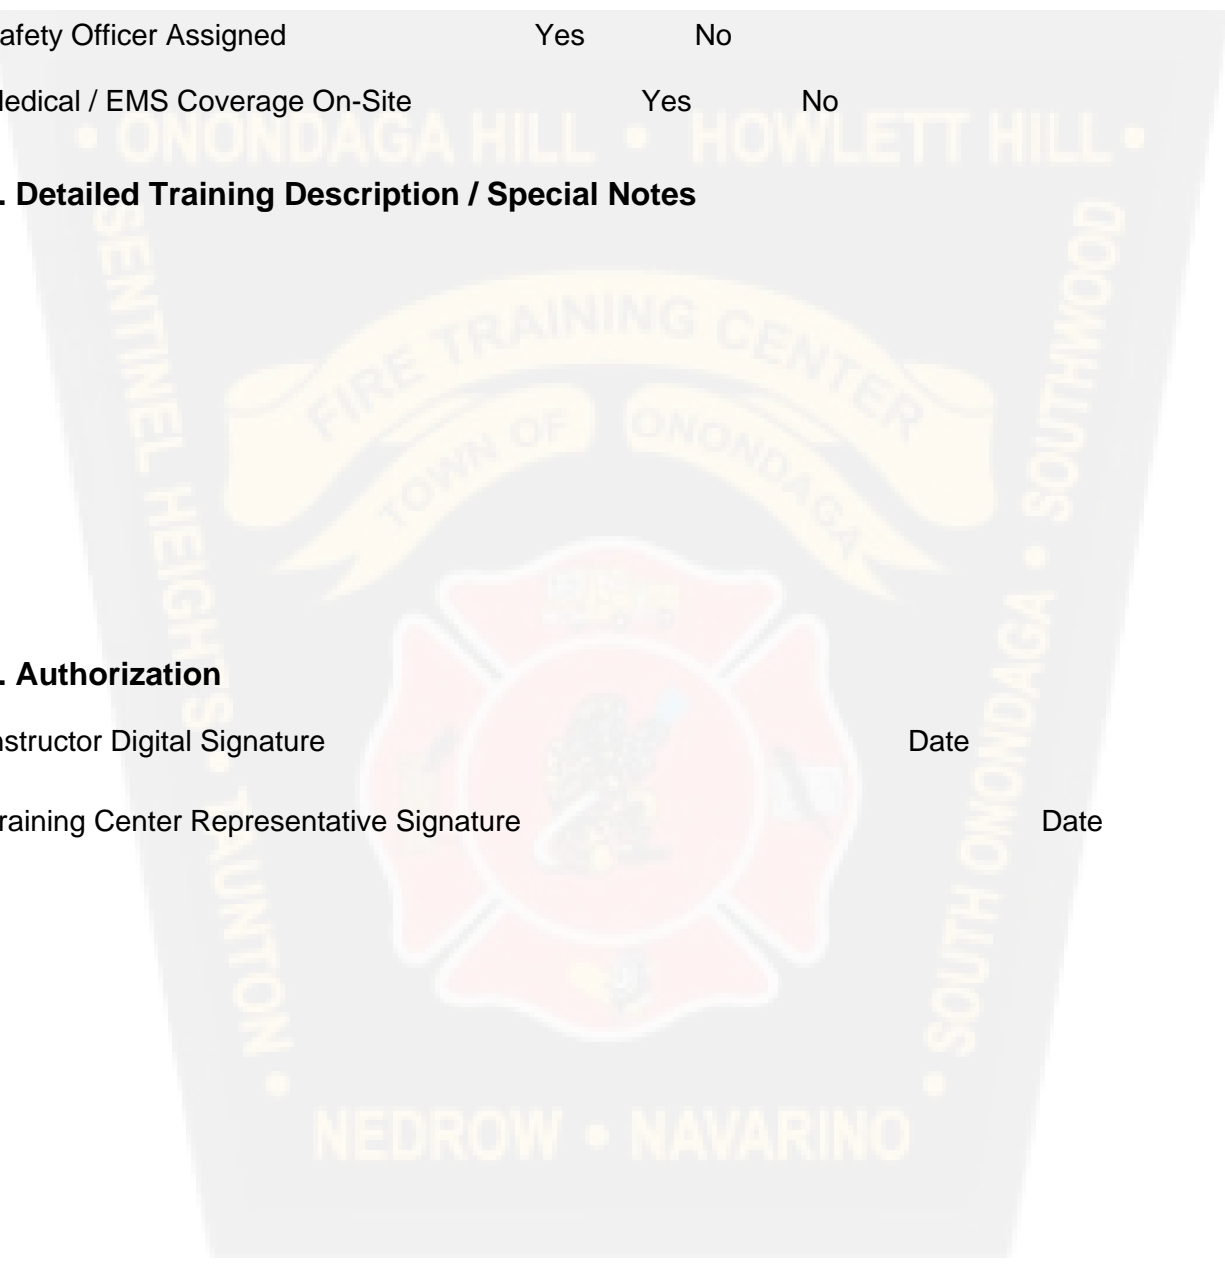 afety Officer Assigned Yes No
edical / EMS Coverage On-Site Yes No
• ONONDAGA HILL • HOWLETT HILL •
. Detailed Training Description / Special Notes
SENTINEL HEIGHTS • TAUNTON •
FIRE TRAINING CENTER
TOWN OF ONONDAGA
• SOUTH ONONDAGA • SOUTHWOOD
. Authorization
nstructor Digital Signature Date
raining Center Representative Signature Date
NEDROW • NAVARINO